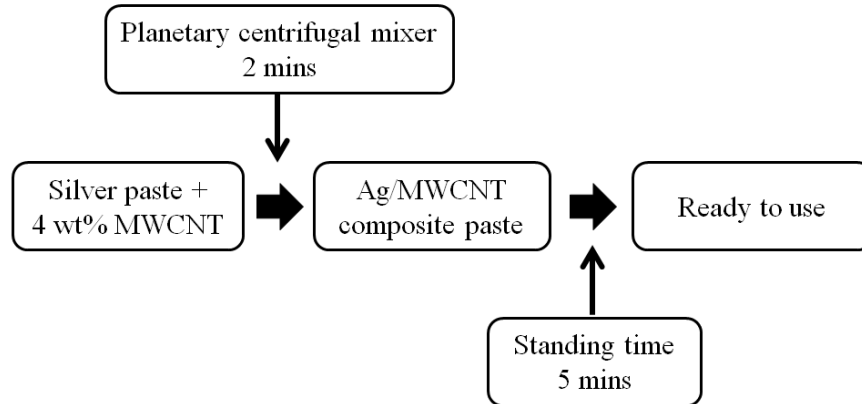 Planetary centrifugal mixer
2 mins
Silver paste +
4 wt% MWCNT
Ag/MWCNT
composite paste
Ready to use
Standing time
5 mins